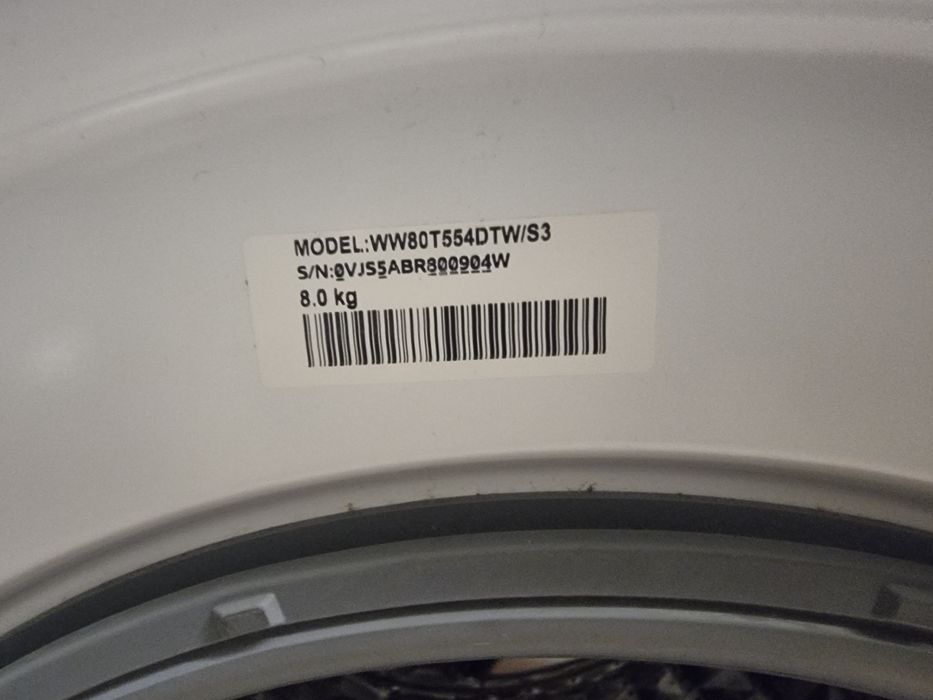 MODEL:WW80T554DTW/S3
S/N:0VJS5ABR800904W
8.0 kg